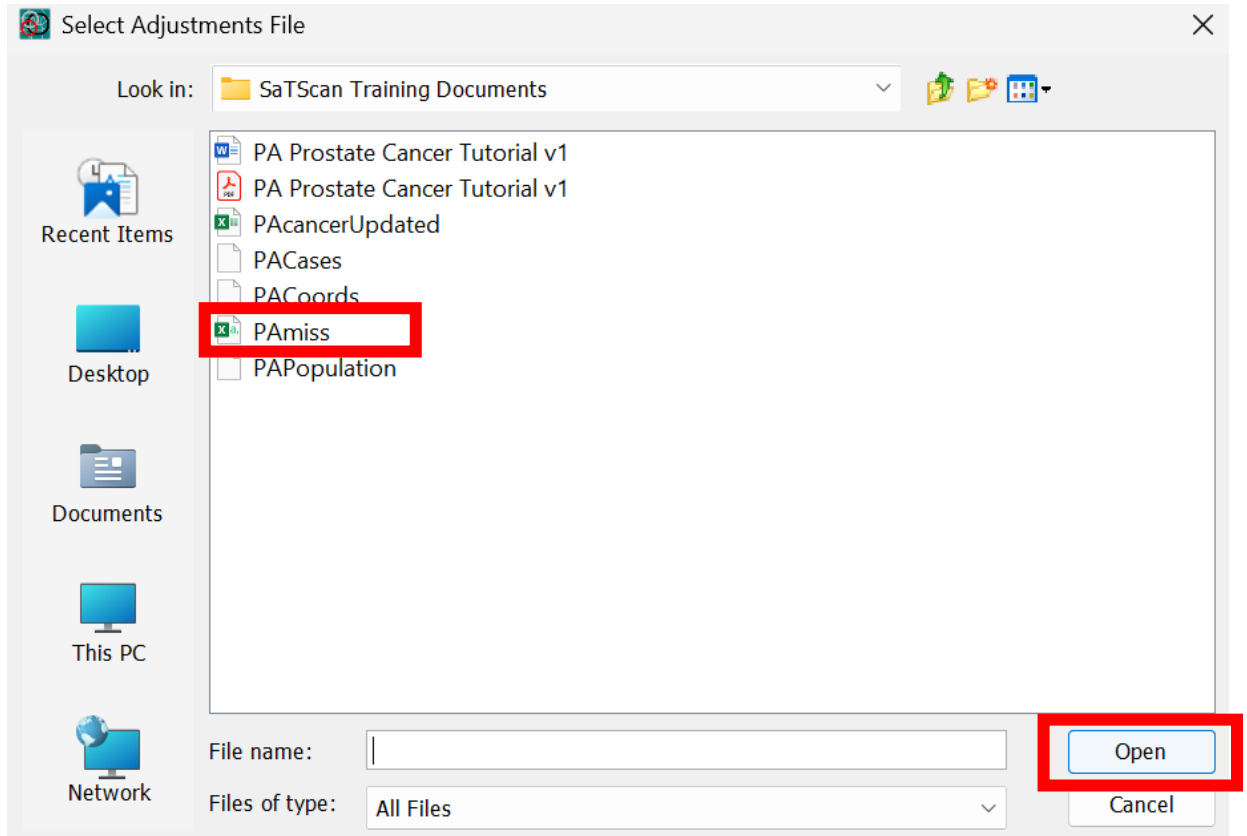 Select Adjustments File
Look in: SaTScan Training Documents
PA Prostate Cancer Tutorial v1
PA Prostate Cancer Tutorial v1
PAcancerUpdated
PACases
PACoords
PAmiss
PAPopulation
Recent Items
Desktop
Documents
This PC
Network
File name: Open
Files of type: All Files Cancel